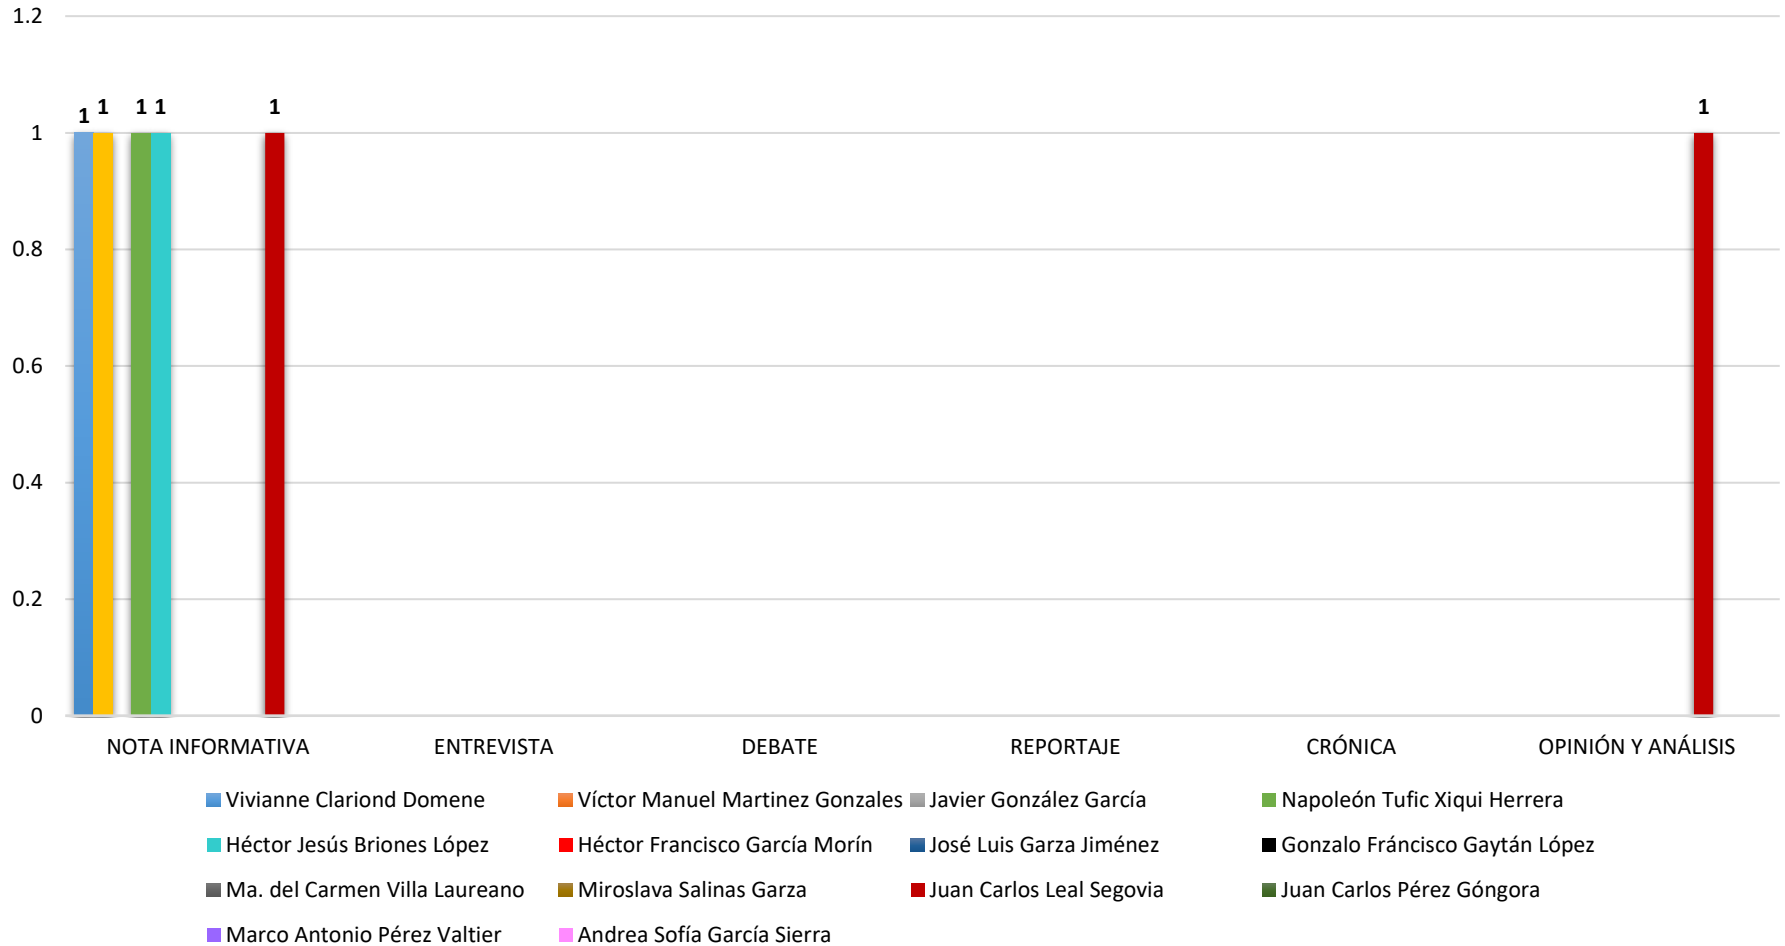 1.2
1 1 1 1 1 1
1
0.8
0.6
0.4
0.2
0
NOTA INFORMATIVA ENTREVISTA DEBATE REPORTAJE CRÓNICA OPINIÓN Y ANÁLISIS
Vivianne Clariond Domene Víctor Manuel Martinez Gonzales Javier González García Napoleón Tufic Xiqui Herrera
Héctor Jesús Briones López Héctor Francisco García Morín José Luis Garza Jiménez Gonzalo Fráncisco Gaytán López
Ma. del Carmen Villa Laureano Miroslava Salinas Garza Juan Carlos Leal Segovia Juan Carlos Pérez Góngora
Marco Antonio Pérez Valtier Andrea Sofía García Sierra